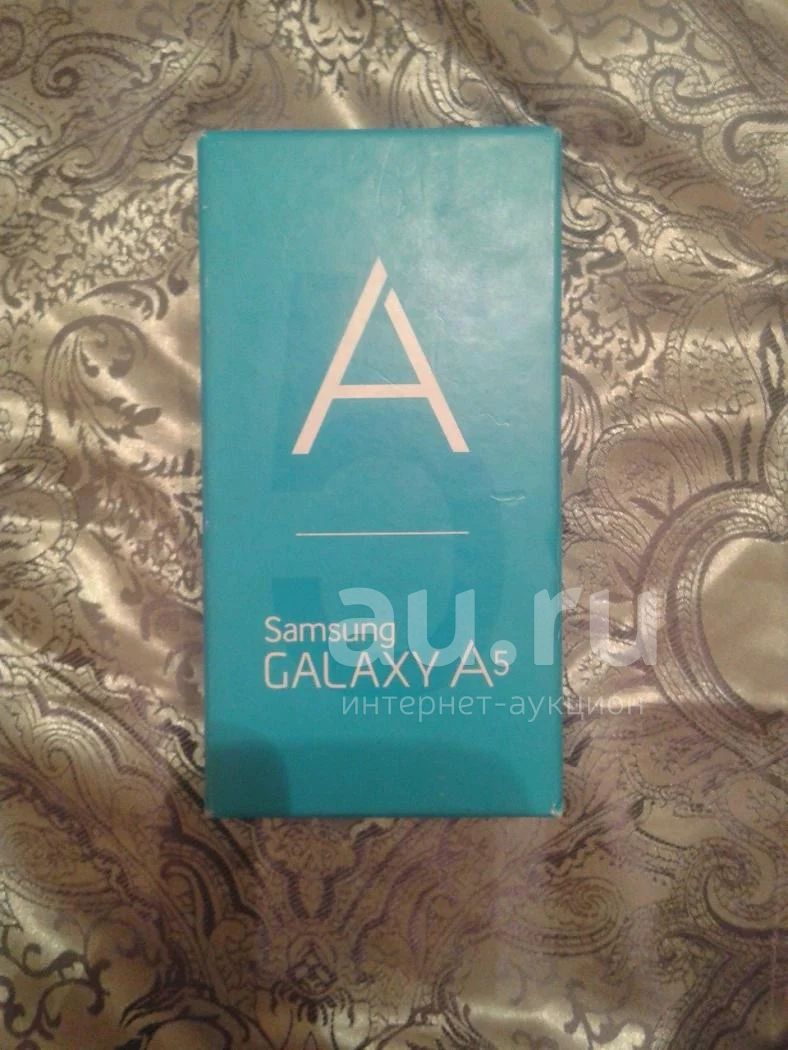 A
Samsung
GALAXY A5
au.ru
интернет-аукцион